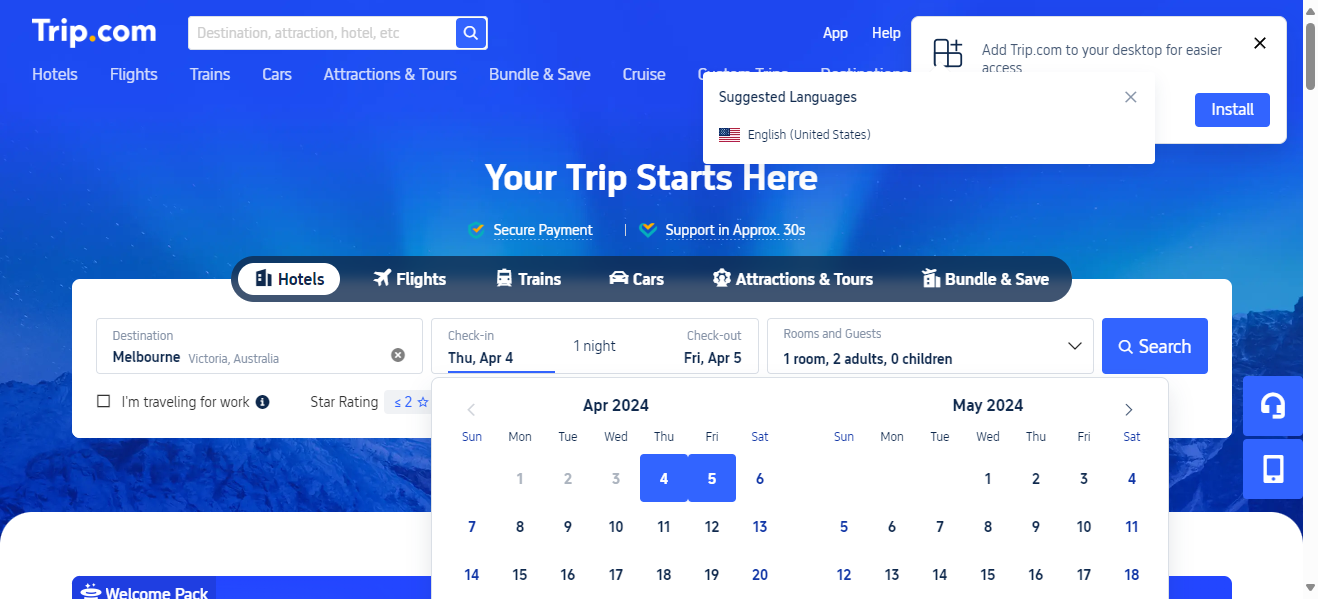 Trip.com
Destination, attraction, hotel, etc
App
Help
Add Trip.com to your desktop for easier access
Install
Hotels
Flights
Trains
Cars
Attractions & Tours
Bundle & Save
Cruise
Custom Trips
Destinations
Suggested Languages
English (United States)
Your Trip Starts Here
Secure Payment | Support in Approx. 30s
Hotels
Flights
Trains
Cars
Attractions & Tours
Bundle & Save
Destination
Melbourne Victoria, Australia
Check-in
Thu, Apr 4
1 night
Check-out
Fri, Apr 5
Rooms and Guests
1 room, 2 adults, 0 children
Search
I'm traveling for work
Star Rating
≤ 2
Apr 2024
Sun Mon Tue Wed Thu Fri Sat
1 2 3 4 5 6
7 8 9 10 11 12 13
14 15 16 17 18 19 20
May 2024
Sun Mon Tue Wed Thu Fri Sat
1 2 3 4
5 6 7 8 9 10 11
12 13 14 15 16 17 18
Welcome Pack